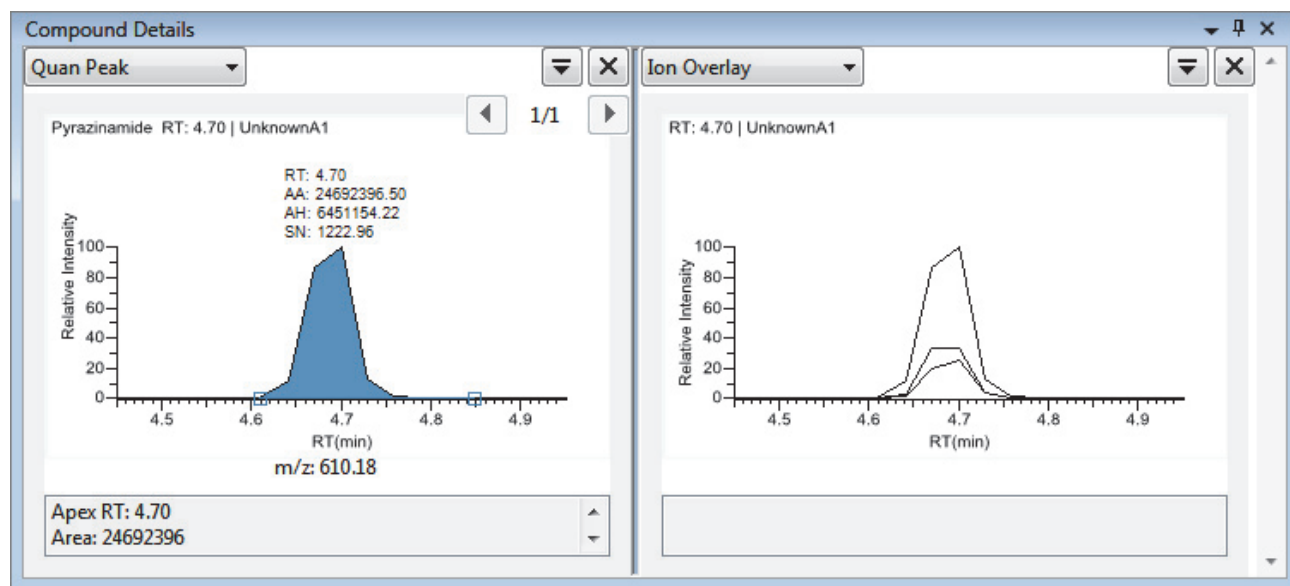 Compound Details
Quan Peak
1/1
Pyrazinamide RT: 4.70 | UnknownA1
RT: 4.70
AA: 24692396.50
AH: 6451154.22
SN: 1222.96
Relative Intensity
100
80
60
40
20
0
4.5 4.6 4.7 4.8 4.9
RT(min)
m/z: 610.18
Apex RT: 4.70
Area: 24692396
Ion Overlay
RT: 4.70 | UnknownA1
Relative Intensity
100
80
60
40
20
0
4.5 4.6 4.7 4.8 4.9
RT(min)